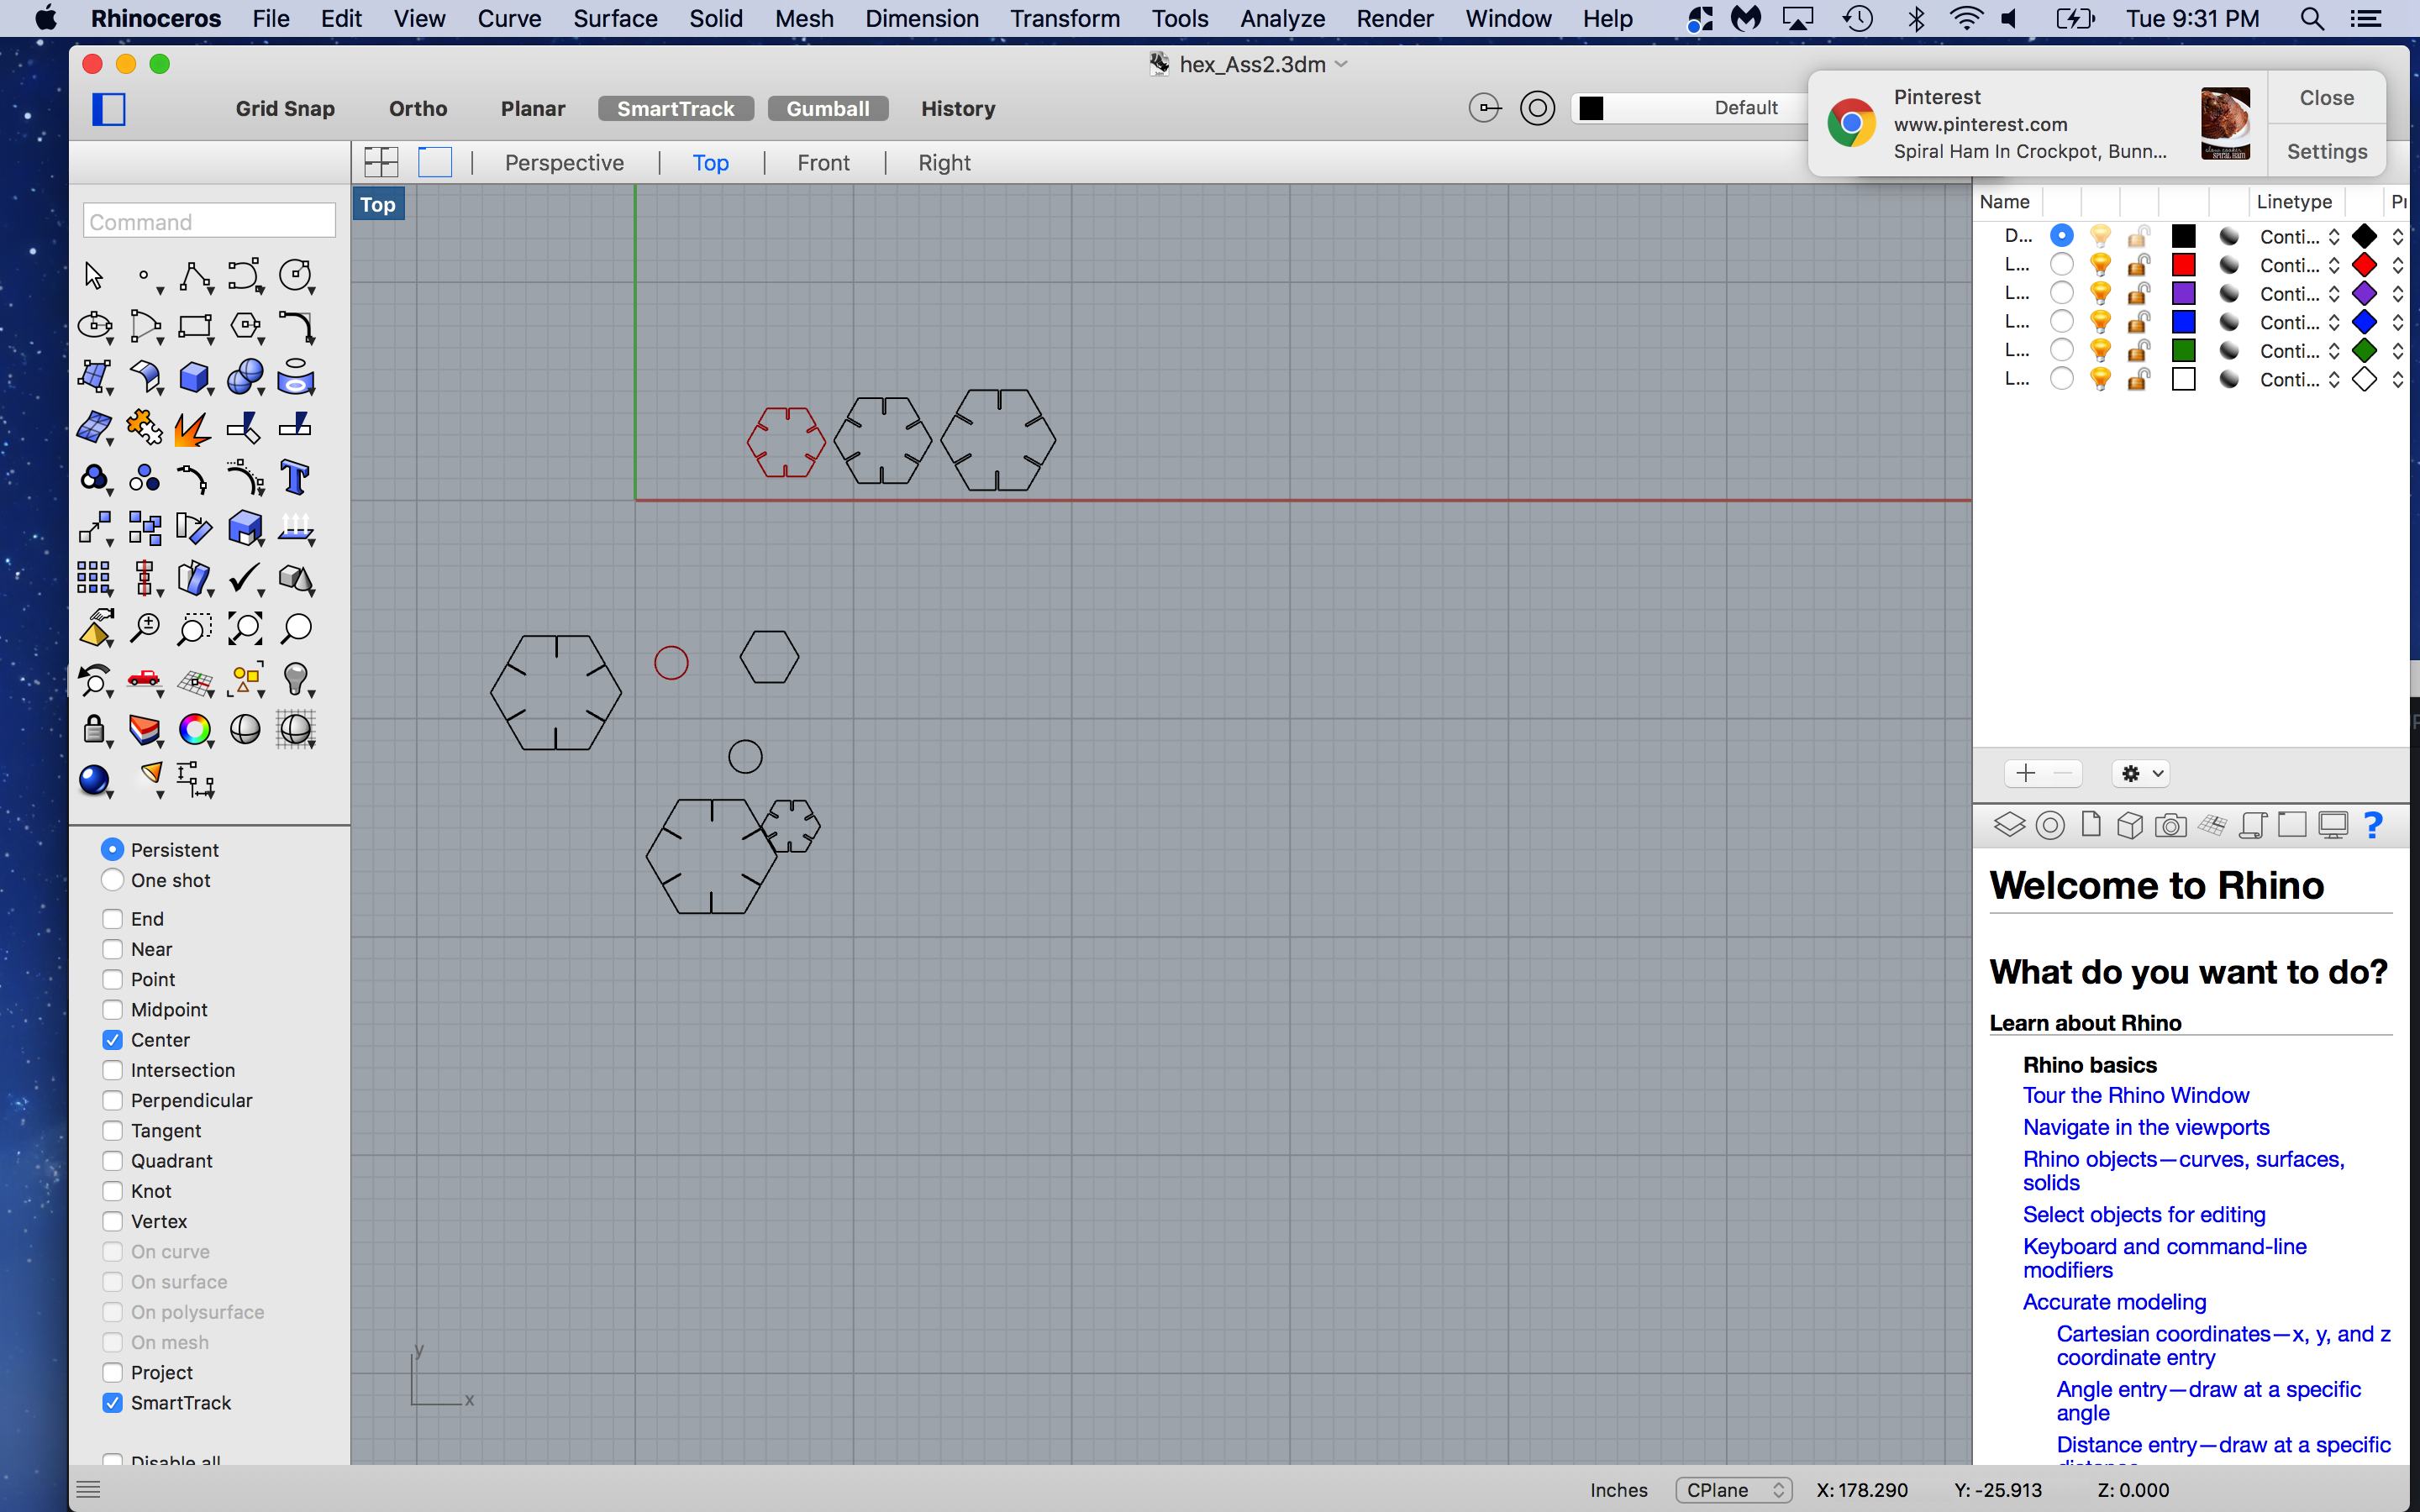 Rhinoceros File Edit View Curve Surface Solid Mesh Dimension Transform Tools Analyze Render Window Help Tue 9:31 PM
hex_Ass2.3dm
Grid Snap Ortho Planar SmartTrack Gumball History Default
Pinterest
www.pinterest.com
Spiral Ham In Crockpot, Bunn...
Close
Settings
Perspective Top Front Right
Top
Command
Name Linetype
D... Conti...
L... Conti...
L... Conti...
L... Conti...
L... Conti...
L... Conti...
Persistent
One shot
End
Near
Point
Midpoint
Center
Intersection
Perpendicular
Tangent
Quadrant
Knot
Vertex
On curve
On surface
On polysurface
On mesh
Project
SmartTrack
Disable all
y
x
Welcome to Rhino
What do you want to do?
Learn about Rhino
Rhino basics
Tour the Rhino Window
Navigate in the viewports
Rhino objects—curves, surfaces,
solids
Select objects for editing
Keyboard and command-line
modifiers
Accurate modeling
Cartesian coordinates—x, y, and z
coordinate entry
Angle entry—draw at a specific
angle
Distance entry—draw at a specific
Inches CPlane X: 178.290 Y: -25.913 Z: 0.000